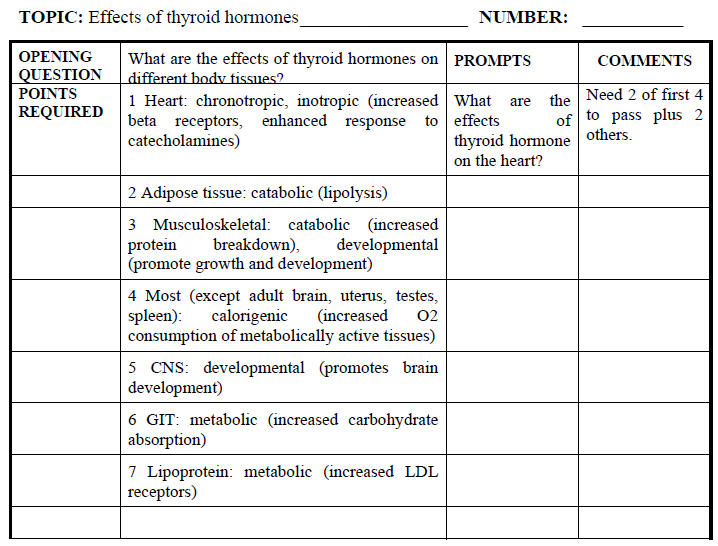 TOPIC: Effects of thyroid hormones__________________ NUMBER: ___________
OPENING QUESTION
What are the effects of thyroid hormones on
different body tissues?
PROMPTS
COMMENTS
POINTS REQUIRED
1 Heart: chronotropic, inotropic (increased
beta receptors, enhanced response to
catecholamines)
What are the
effects of
thyroid hormone
on the heart?
Need 2 of first 4
to pass plus 2
others.
2 Adipose tissue: catabolic (lipolysis)
3 Musculoskeletal: catabolic (increased
protein breakdown), developmental
(promote growth and development)
4 Most (except adult brain, uterus, testes,
spleen): calorigenic (increased O2
consumption of metabolically active tissues)
5 CNS: developmental (promotes brain
development)
6 GIT: metabolic (increased carbohydrate
absorption)
7 Lipoprotein: metabolic (increased LDL
receptors)